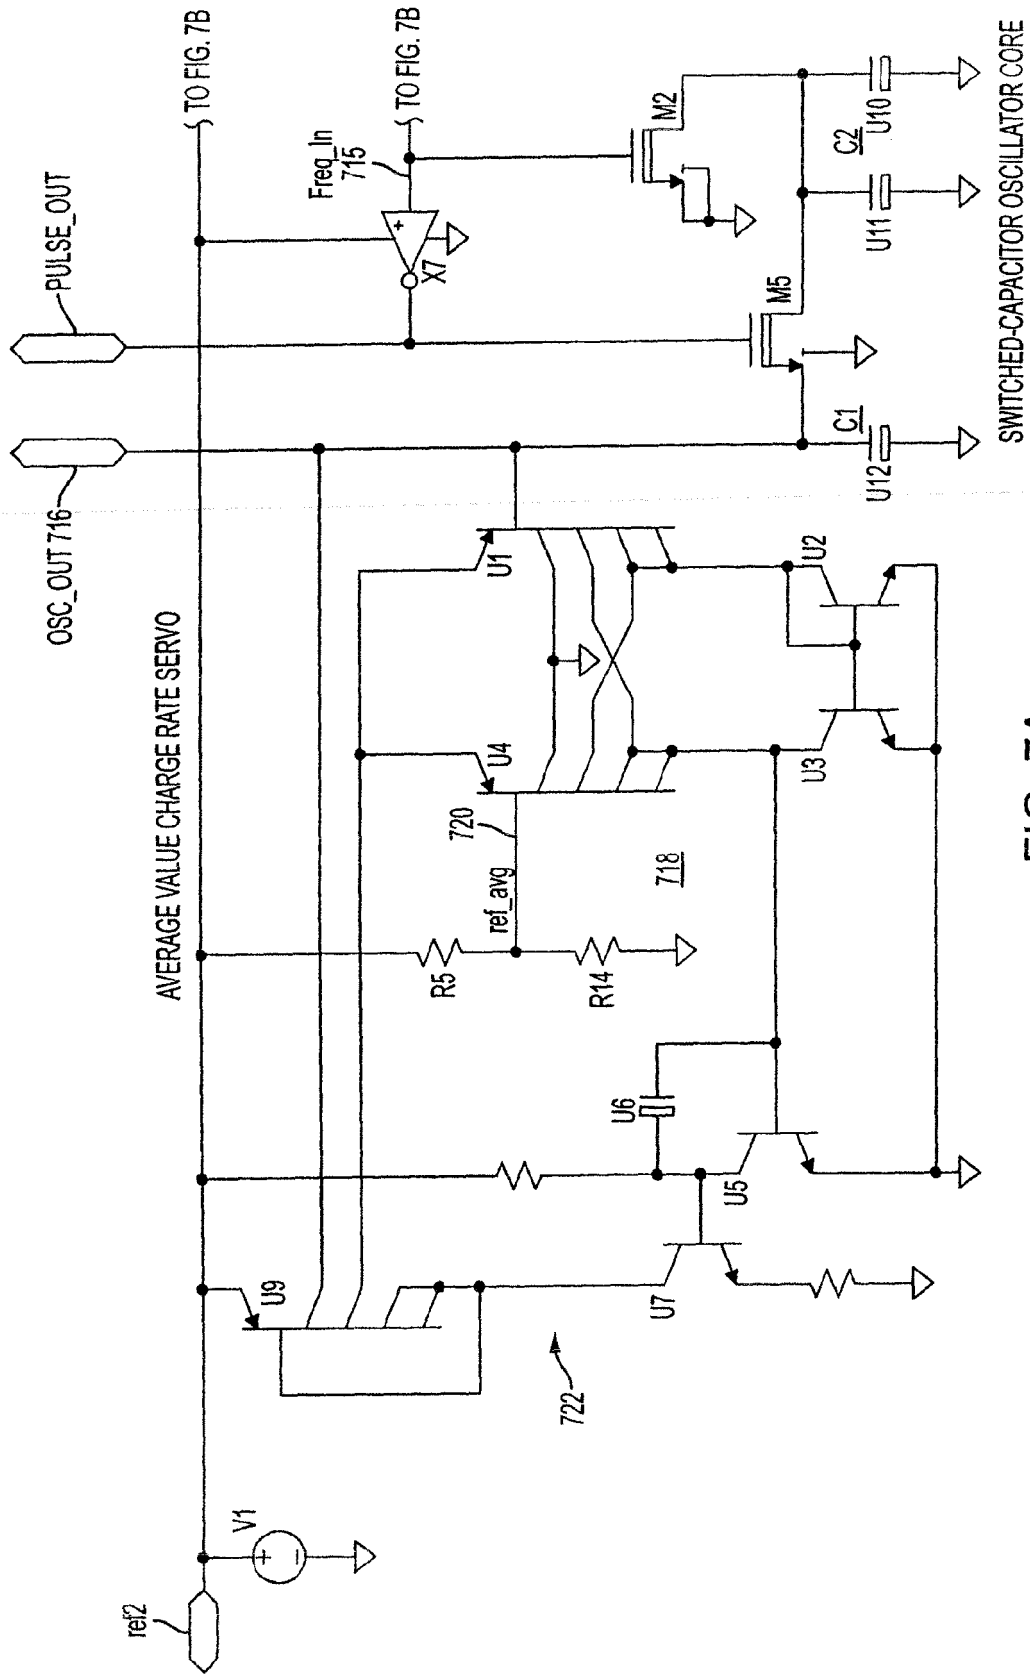 ref2
V1
AVERAGE VALUE CHARGE RATE SERVO
OSC_OUT 716
PULSE_OUT
TO FIG. 7B
TO FIG. 7B
Freq_In
715
X7
M2
M5
U9
722
U7
U5
U6
R5
R14
ref_avg
720
718
U4
U1
U3
U2
C1
U12
C2
U11
U10
SWITCHED-CAPACITOR OSCILLATOR CORE